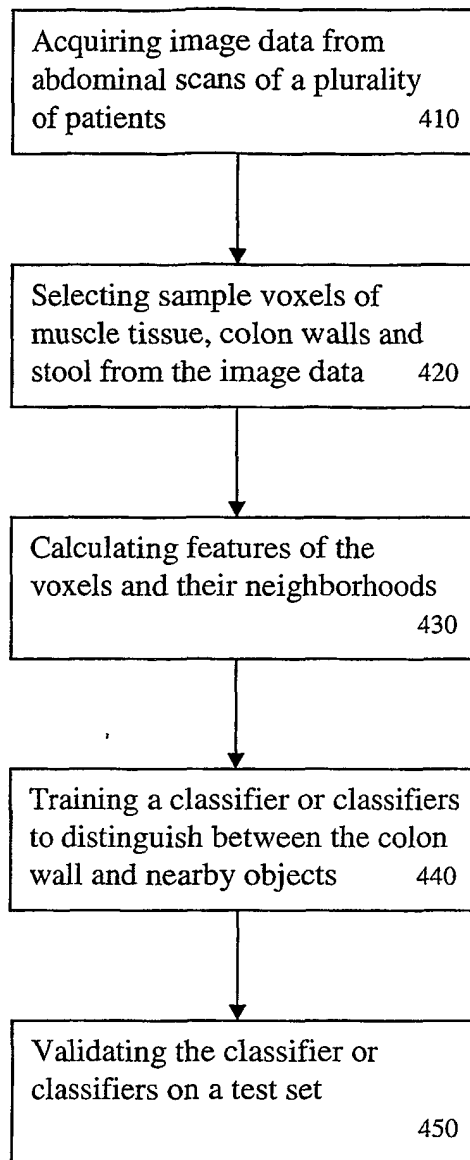 Acquiring image data from
abdominal scans of a plurality
of patients 410
Selecting sample voxels of
muscle tissue, colon walls and
stool from the image data 420
Calculating features of the
voxels and their neighborhoods
430
Training a classifier or classifiers
to distinguish between the colon
wall and nearby objects 440
Validating the classifier or
classifiers on a test set
450